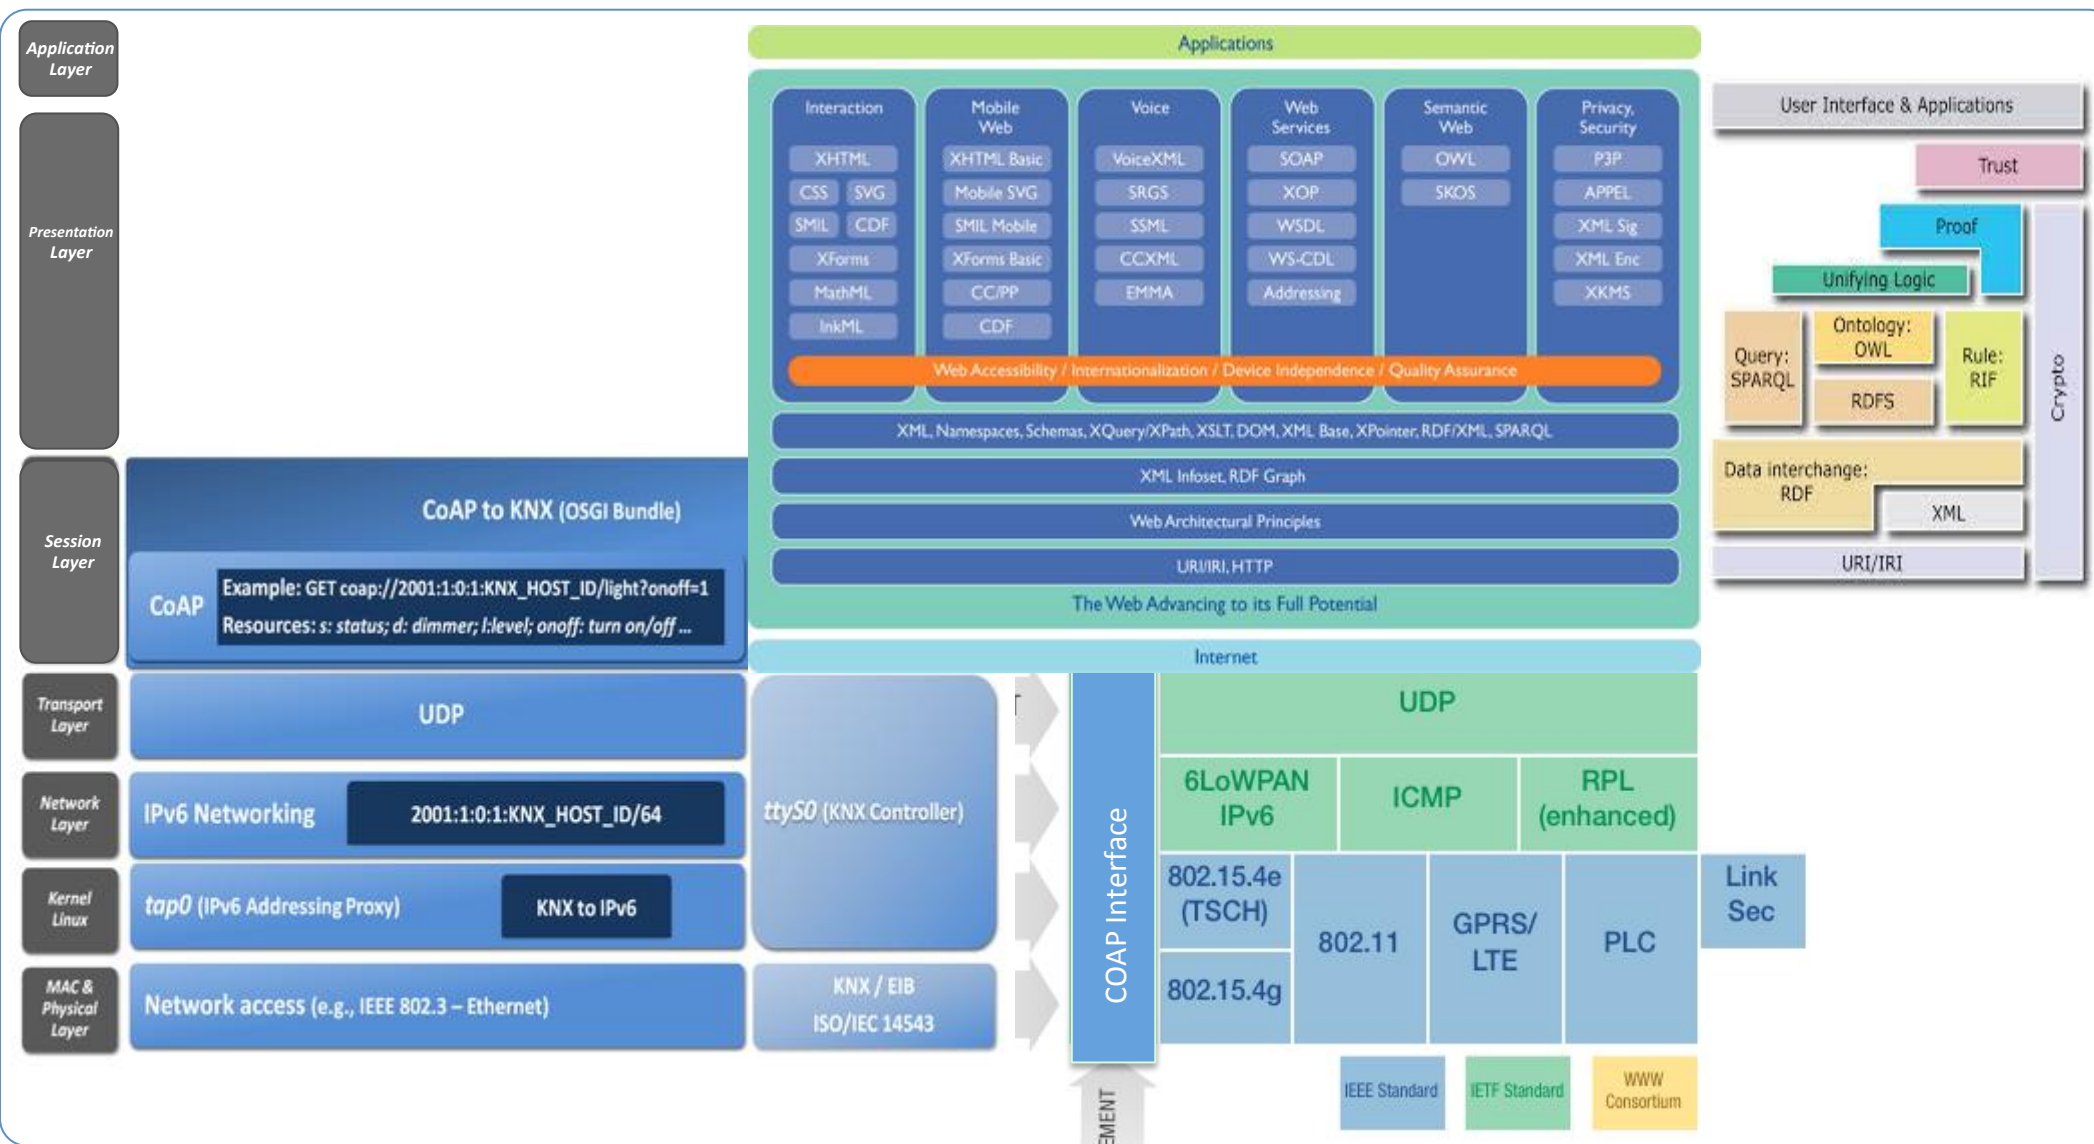 Application
Layer
Presentation
Layer
Session
Layer
Transport
Layer
Network
Layer
Kernel
Linux
MAC &
Physical
Layer
CoAP to KNX (OSGI Bundle)
CoAP
Example: GET coap://2001:1:0:1:KNX_HOST_ID/light?onoff=1
Resources: s: status; d: dimmer; l:level; onoff: turn on/off ...
UDP
IPv6 Networking
2001:1:0:1:KNX_HOST_ID/64
tap0 (IPv6 Addressing Proxy)
KNX to IPv6
Network access (e.g., IEEE 802.3 – Ethernet)
ttyS0 (KNX Controller)
KNX / EIB
ISO/IEC 14543
Applications
Interaction
XHTML
CSS SVG
SMIL CDF
XForms
MathML
InkML
Mobile
Web
XHTML Basic
Mobile SVG
SMIL Mobile
XForms Basic
CC/PP
CDF
Voice
VoiceXML
SRGS
SSML
CCXML
EMMA
Web
Services
SOAP
XOP
WSDL
WS-CDL
Addressing
Semantic
Web
OWL
SKOS
Privacy,
Security
P3P
APPEL
XML Sig
XML Enc
XKMS
Web Accessibility / Internationalization / Device Independence / Quality Assurance
XML, Namespaces, Schemas, XQuery/XPath, XSLT, DOM, XML Base, XPointer, RDF/XML, SPARQL
XML Infoset, RDF Graph
Web Architectural Principles
URI/IRI, HTTP
The Web Advancing to its Full Potential
Internet
T
COAP Interface
EMENT
UDP
6LoWPAN
IPv6
ICMP
RPL
(enhanced)
802.15.4e
(TSCH)
802.15.4g
802.11
GPRS/
LTE
PLC
Link
Sec
IEEE Standard
IETF Standard
WWW
Consortium
User Interface & Applications
Trust
Proof
Unifying Logic
Query:
SPARQL
Ontology:
OWL
RDFS
Rule:
RIF
Crypto
Data interchange:
RDF
XML
URI/IRI